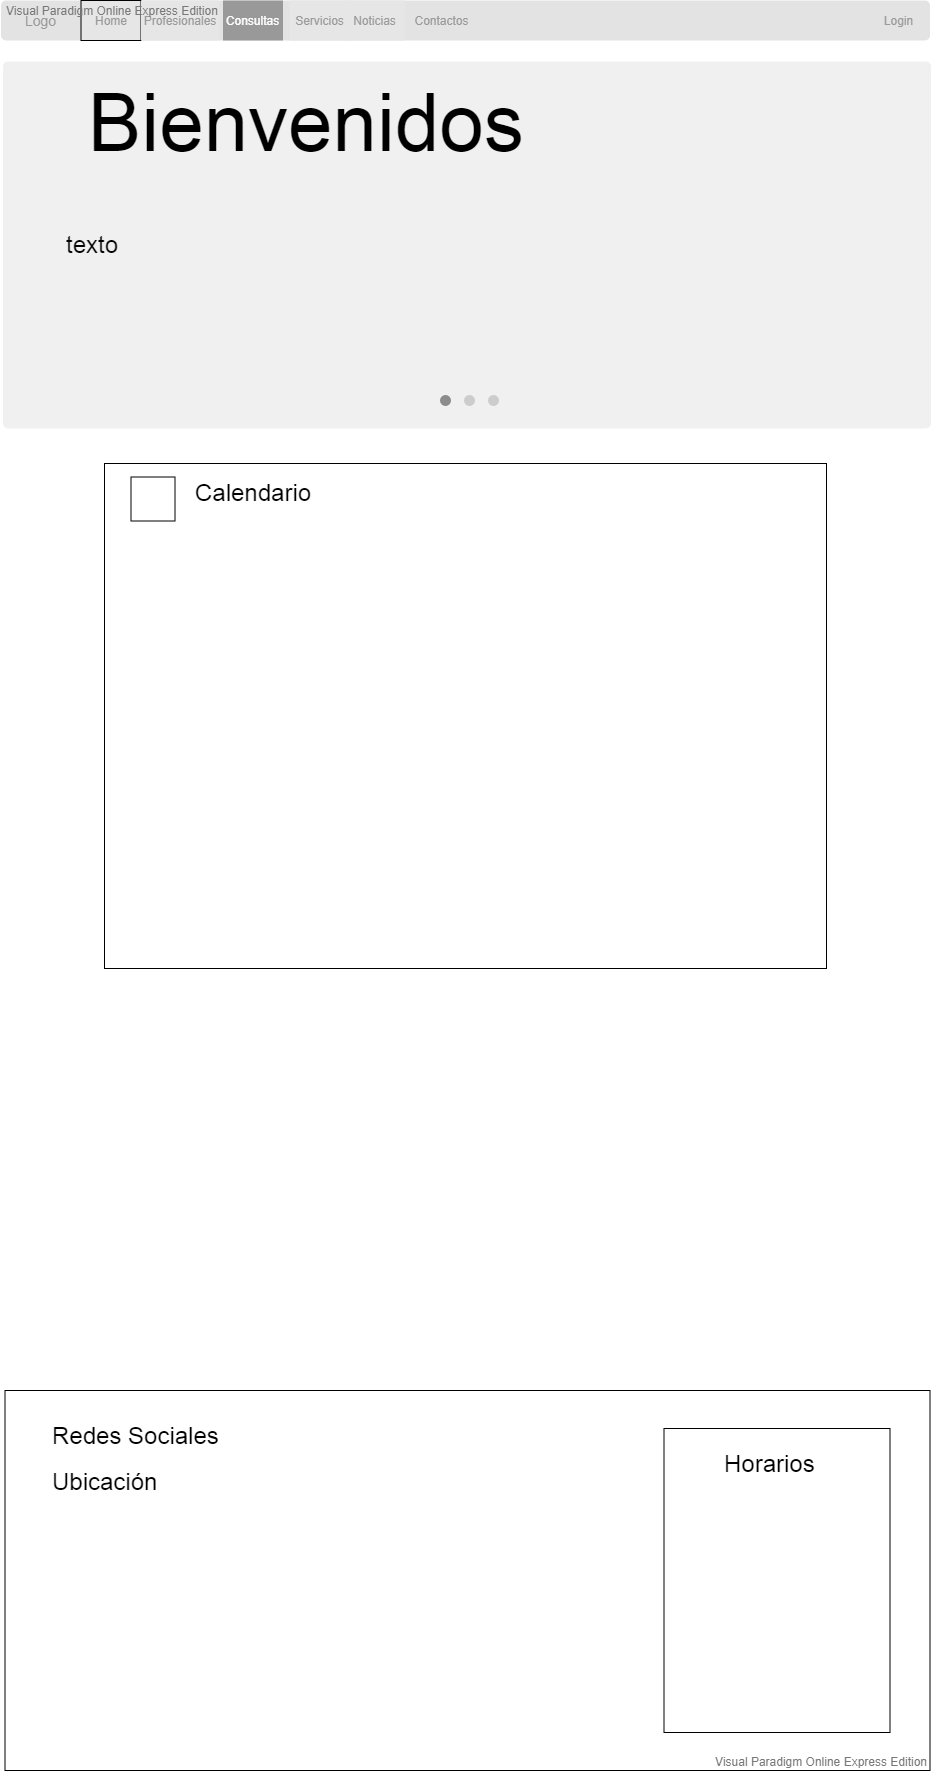 Visual Paradigm Online Express Edition
Logo Home Profesionales Consultas Servicios Noticias Contactos Login
Bienvenidos
texto
Calendario
Redes Sociales
Ubicación
Horarios
Visual Paradigm Online Express Edition